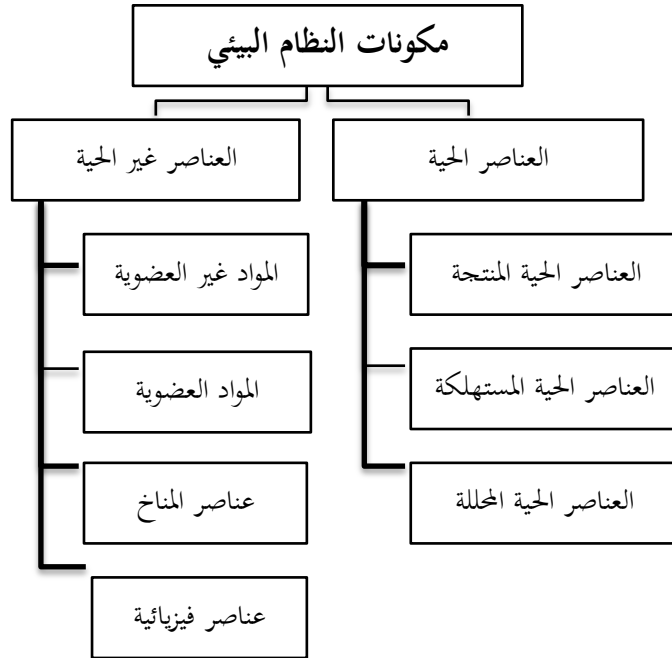 مكونات النظام البيئي
العناصر الحية
العناصر غير الحية
العناصر الحية المنتجة
العناصر الحية المستهلكة
العناصر الحية المحللة
المواد غير العضوية
المواد العضوية
عناصر المناخ
عناصر فيزيائية